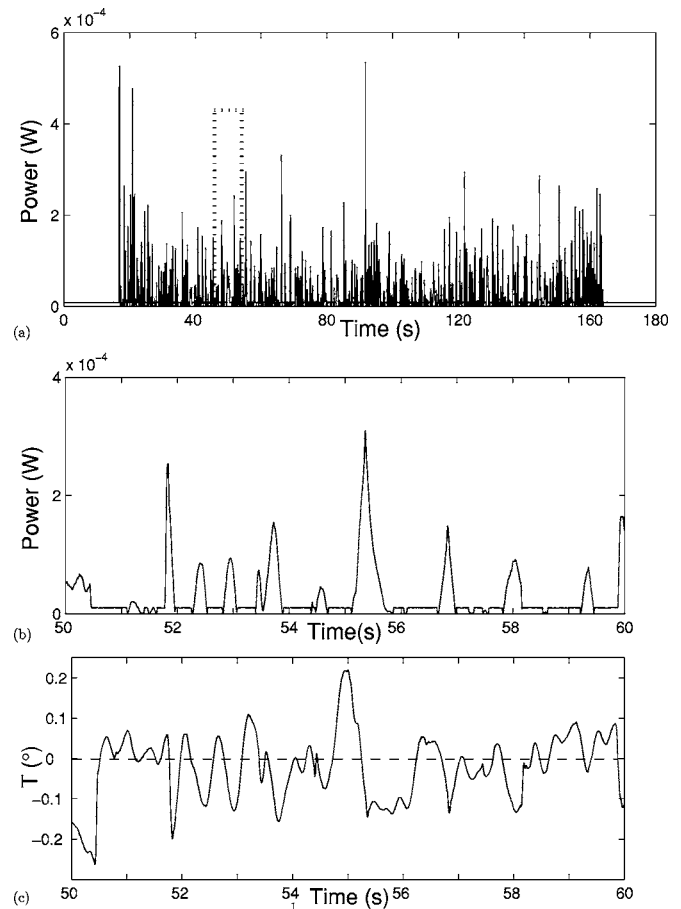 x 10⁻⁴
6
4
2
0
Power (W)
0 40 80 120 160 180
Time (s)
(a)
x 10⁻⁴
4
2
0
Power (W)
50 52 54 56 58 60
Time(s)
(b)
0.2
0.1
0
−0.1
−0.2
T (°)
50 52 54 56 58 60
Time (s)
(c)